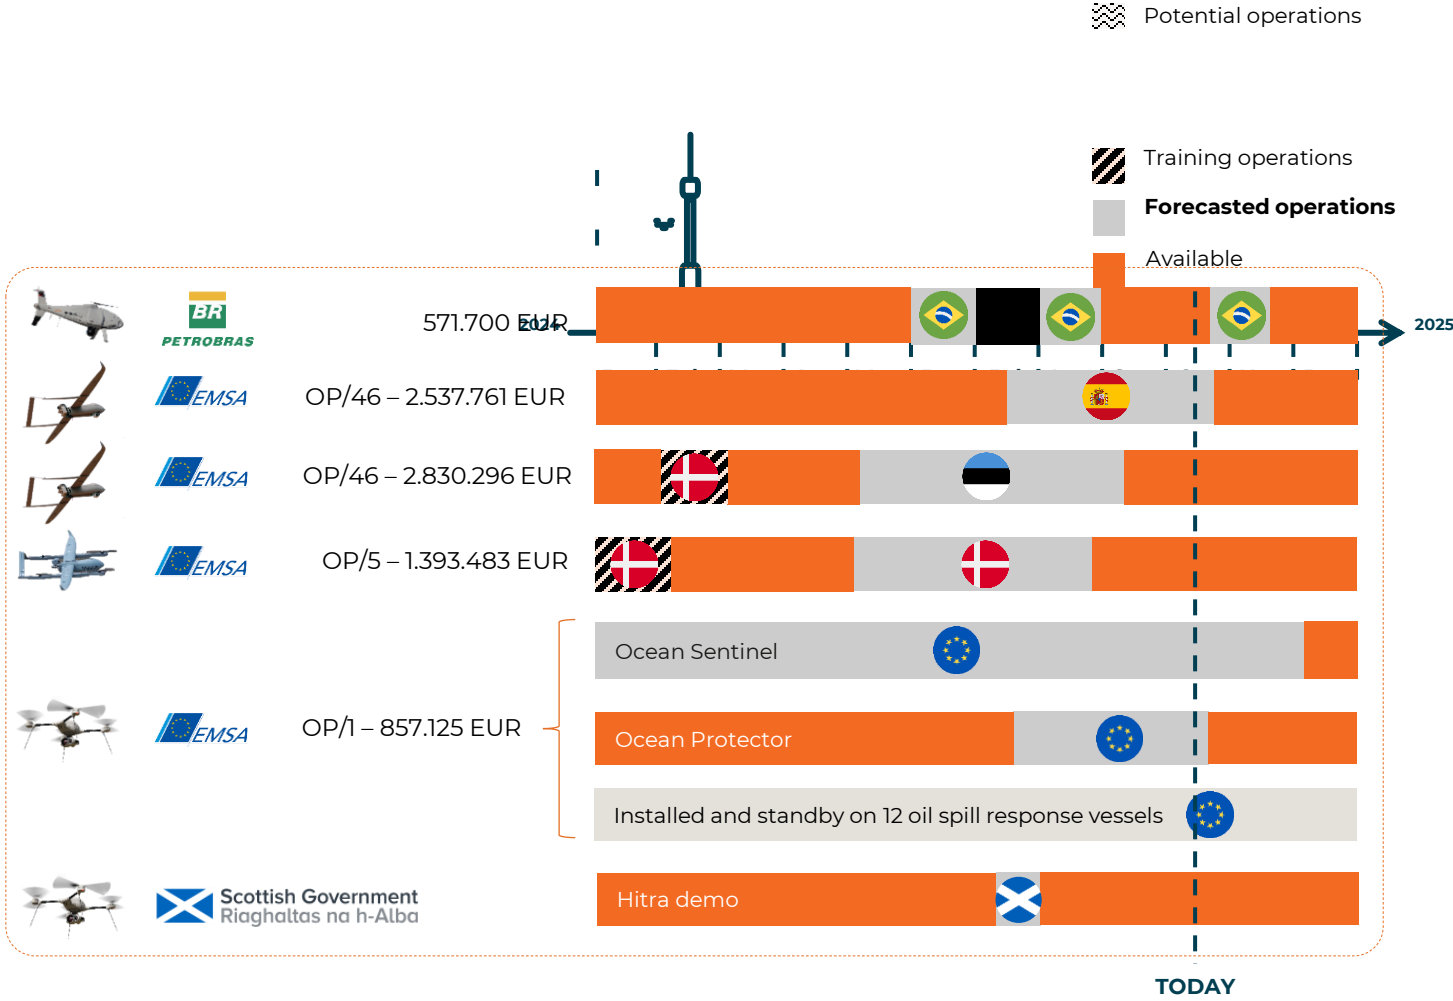 Potential operations
Training operations
Forecasted operations
Available
BR
PETROBRAS
571.700 EUR
2024
2025
EMSA
OP/46 – 2.537.761 EUR
EMSA
OP/46 – 2.830.296 EUR
EMSA
OP/5 – 1.393.483 EUR
Ocean Sentinel
EMSA
OP/1 – 857.125 EUR
Ocean Protector
Installed and standby on 12 oil spill response vessels
Scottish Government
Riaghaltas na h-Alba
Hitra demo
TODAY